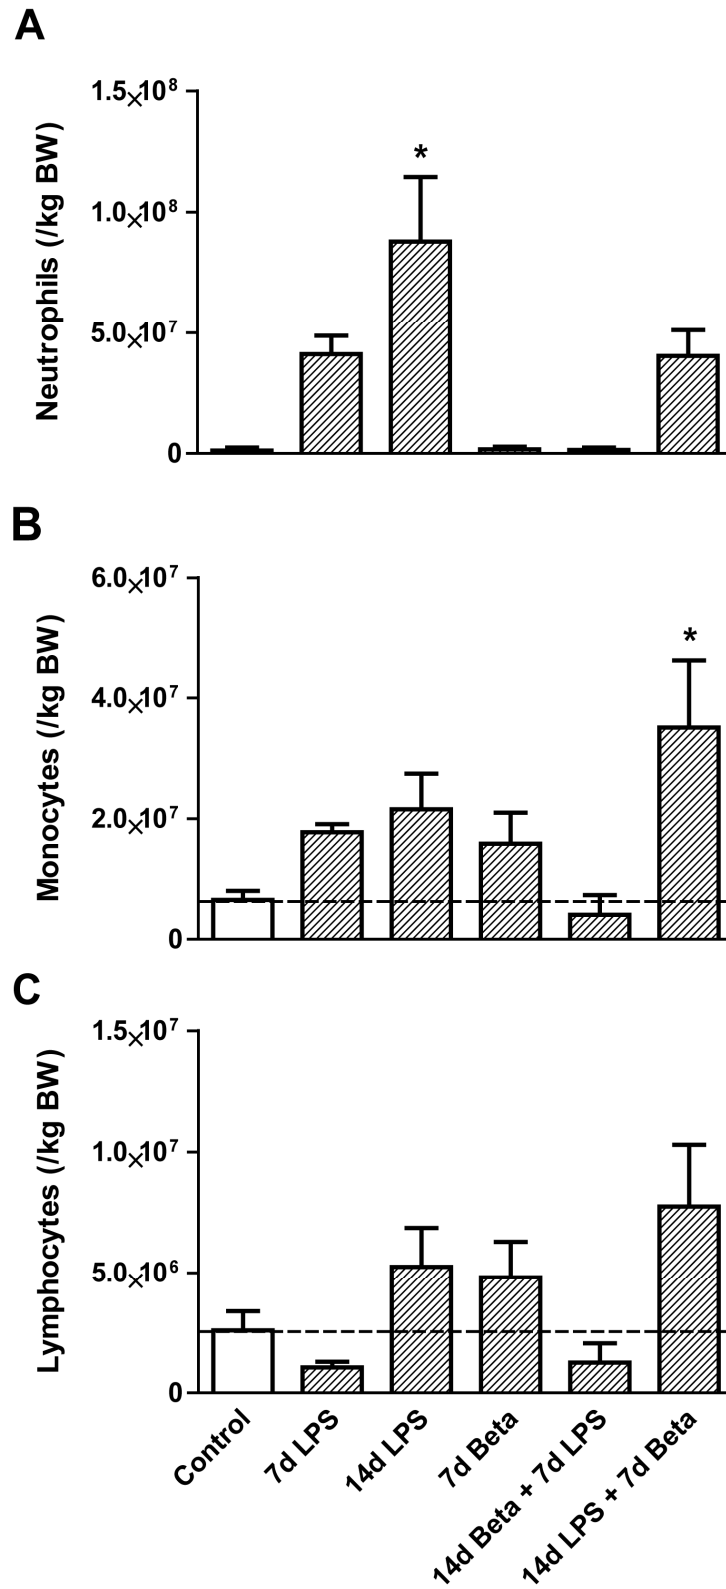 A
Neutrophils (/kg BW)
1.5×10⁸
*
1.0×10⁸
5.0×10⁷
0
B
Monocytes (/kg BW)
6.0×10⁷
*
4.0×10⁷
2.0×10⁷
0
C
Lymphocytes (/kg BW)
1.5×10⁷
1.0×10⁷
5.0×10⁶
0
Control
7d LPS
14d LPS
7d Beta
14d Beta + 7d LPS
14d LPS + 7d Beta